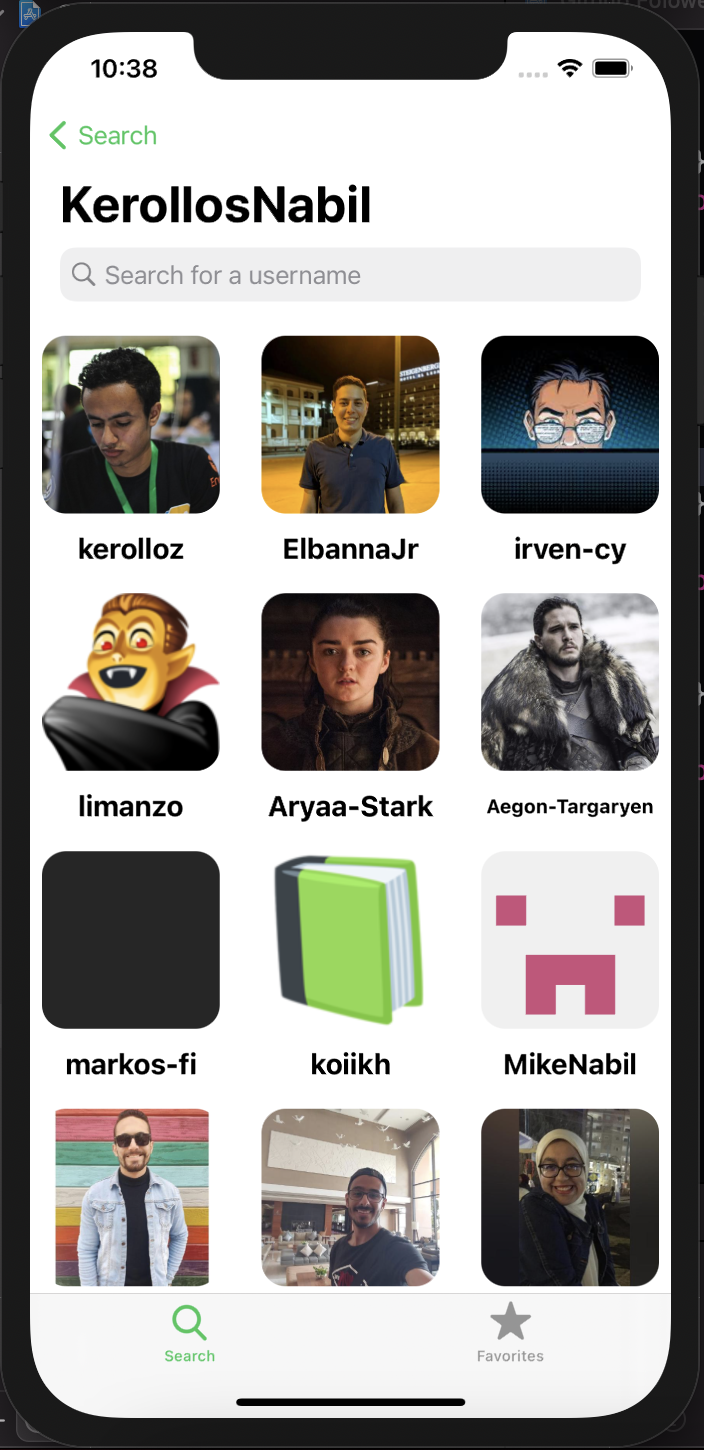 10:38
Search
KerollosNabil
Search for a username
kerolloz
ElbannaJr
irven-cy
limanzo
Aryaa-Stark
Aegon-Targaryen
markos-fi
koiikh
MikeNabil
Search
Favorites